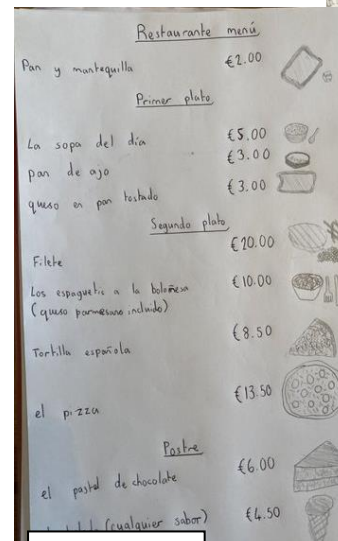 Restaurante menú
Pan y mantequilla €2.00
Primer plato
La sopa del día €5.00
pan de ajo €3.00
queso en pan tostado €3.00
Segundo plato
Filete €20.00
Los espaguetis a la boloñesa €10.00
(queso parmesano incluido)
Tortilla española €8.50
el pizza €13.50
Postre
el pastel de chocolate €6.00
(cualquier sabor) €4.50